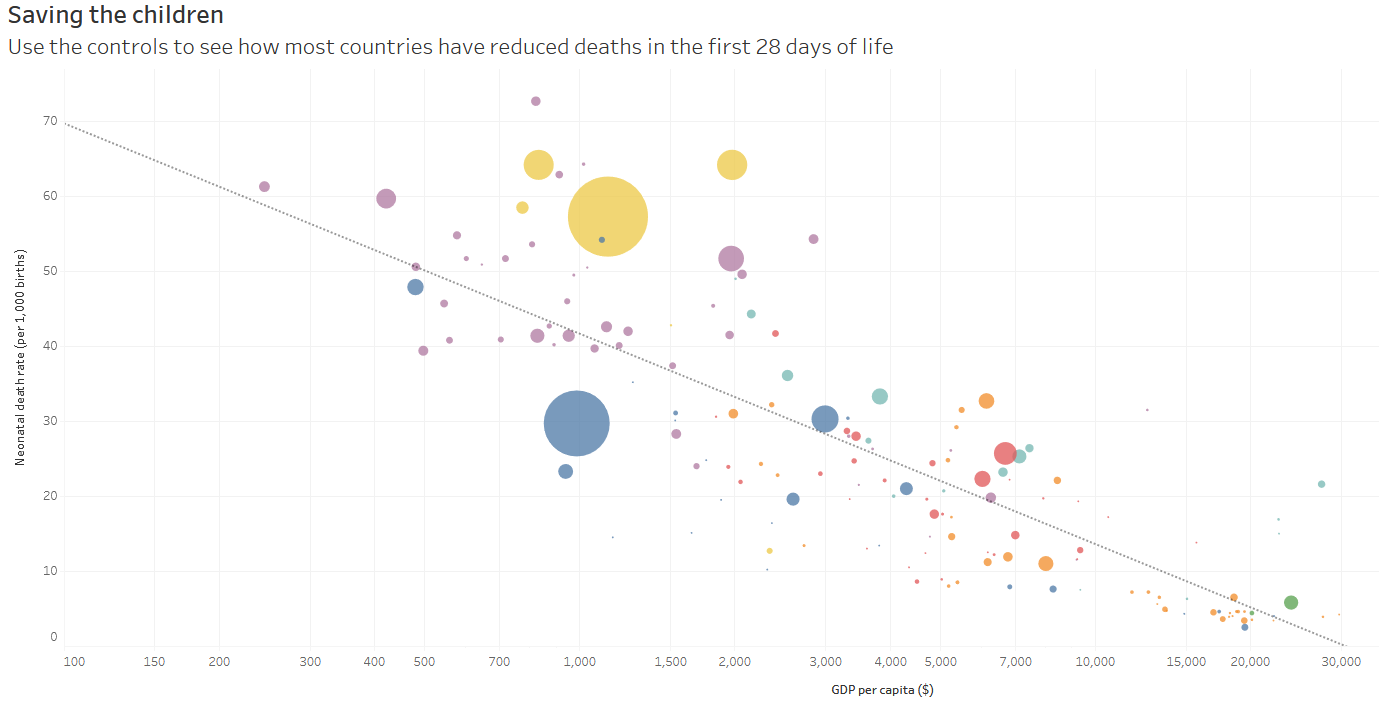 Saving the children
Use the controls to see how most countries have reduced deaths in the first 28 days of life
Neonatal death rate (per 1,000 births)
70
60
50
40
30
20
10
0
100 150 200 300 400 500 700 1,000 1,500 2,000 3,000 4,000 5,000 7,000 10,000 15,000 20,000 30,000
GDP per capita ($)